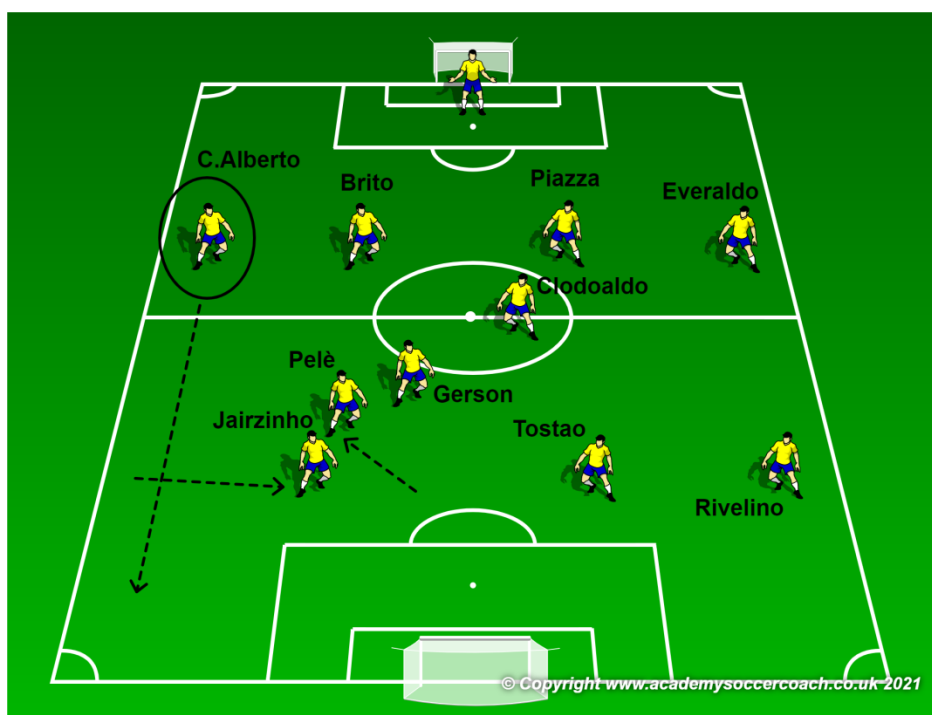 C.Alberto
Brito
Piazza
Everaldo
Clodoaldo
Pelè
Gerson
Jairzinho
Tostao
Rivelino
© Copyright www.academysoccercoach.co.uk 2021